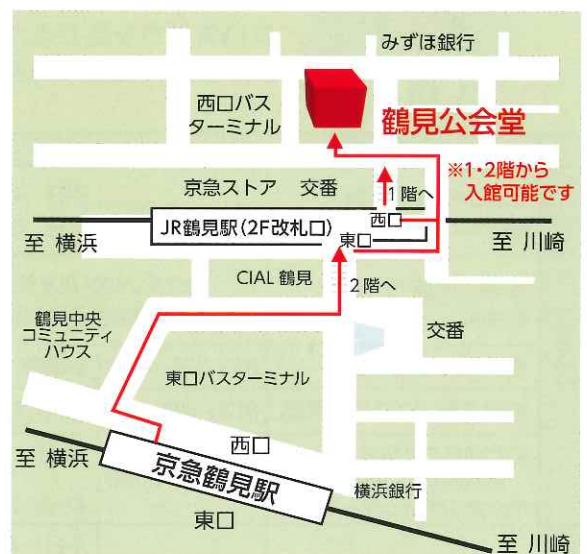 みずほ銀行
西口バス
ターミナル
鶴見公会堂
※1・2階から
入館可能です
京急ストア
交番
1階へ
JR鶴見駅(2F改札口)
西口
東口
至 横浜
至 川崎
CIAL 鶴見
2階へ
鶴見中央
コミュニティ
ハウス
交番
東口バスターミナル
西口
至 横浜
京急鶴見駅
横浜銀行
東口
至 川崎